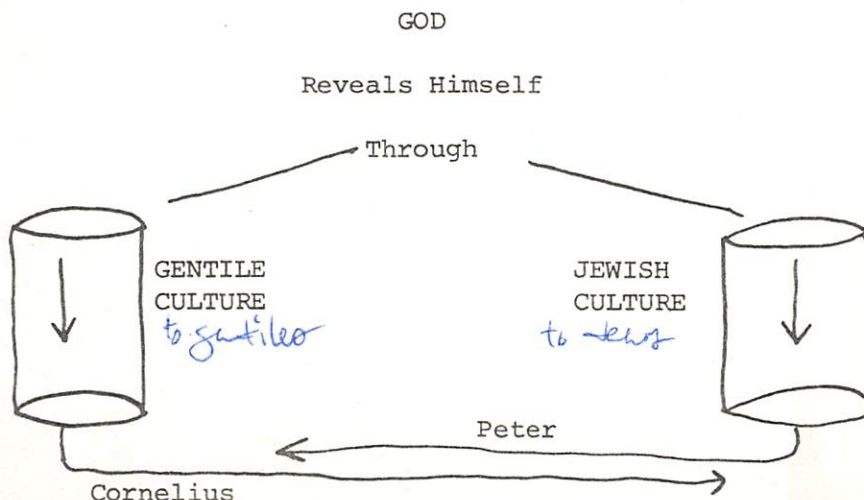 GOD
Reveals Himself
Through
GENTILE
CULTURE
to gentiles
JEWISH
CULTURE
to Jews
Peter
Cornelius